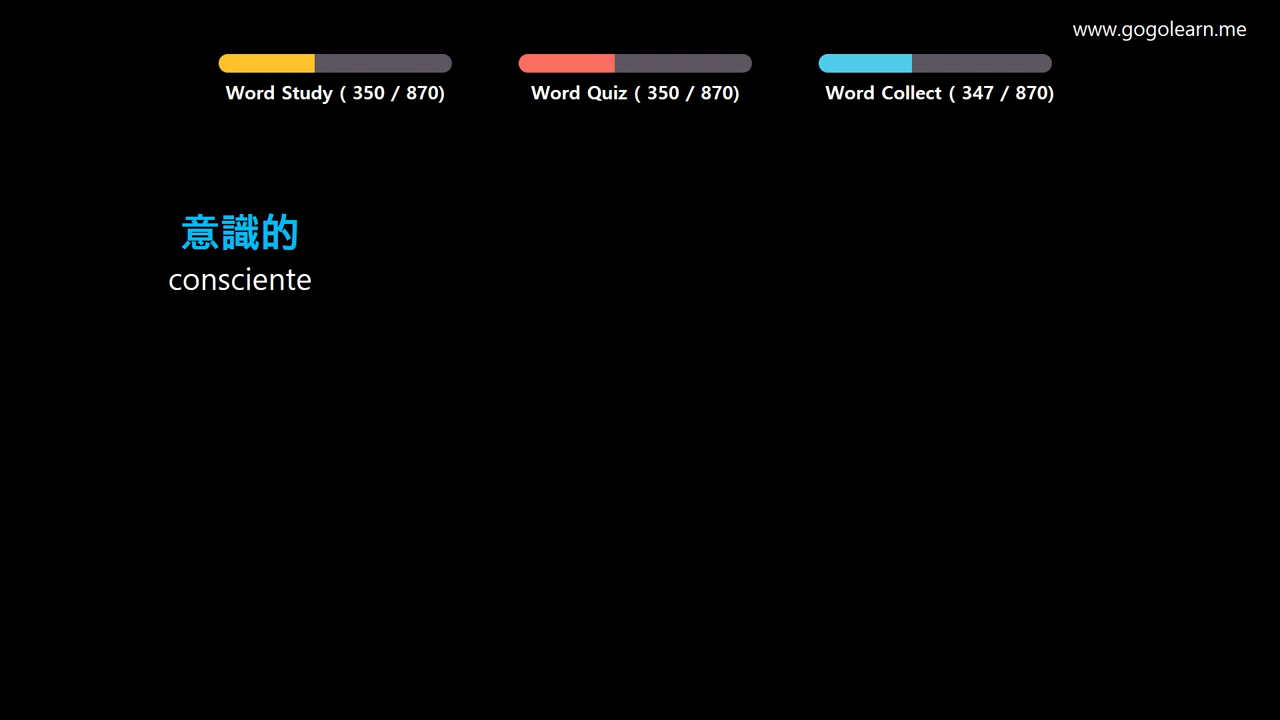 www.gogolearn.me
Word Study ( 350 / 870)
Word Quiz ( 350 / 870)
Word Collect ( 347 / 870)
意識的
consciente